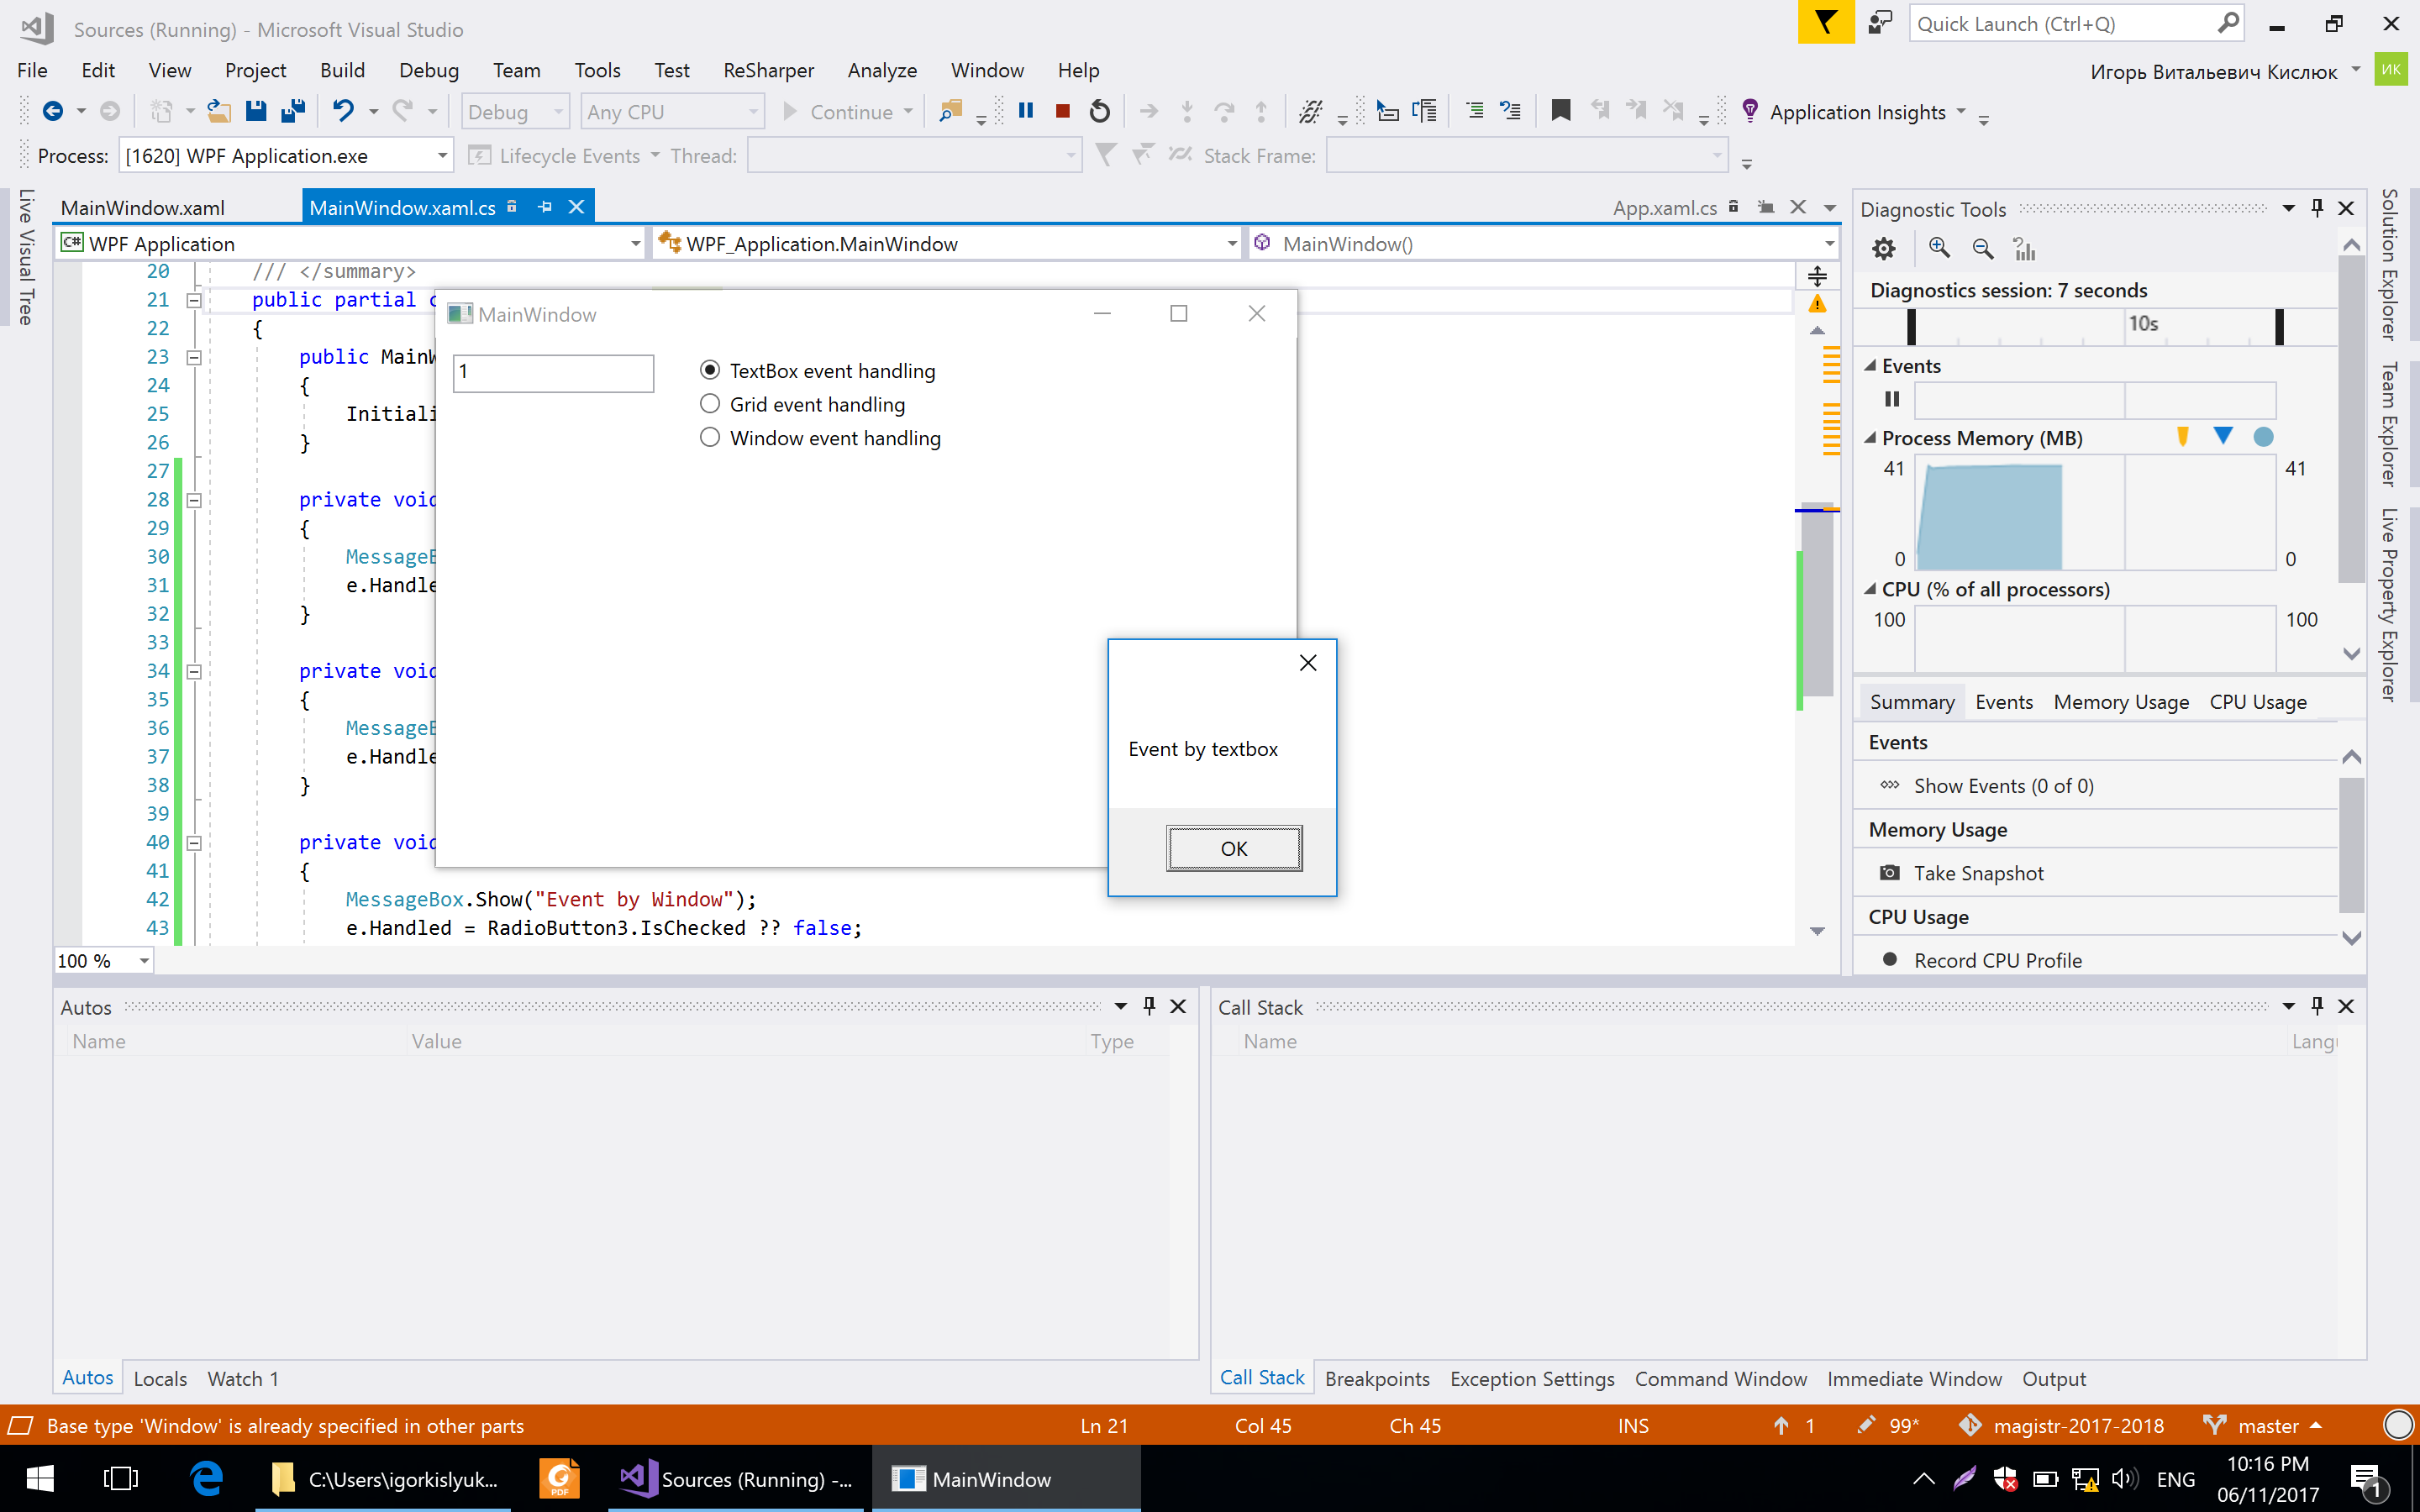 Sources (Running) - Microsoft Visual Studio
Quick Launch (Ctrl+Q)
File Edit View Project Build Debug Team Tools Test ReSharper Analyze Window Help
Игорь Витальевич Кислюк
ИК
Debug Any CPU Continue Application Insights
Process: [1620] WPF Application.exe Lifecycle Events Thread: Stack Frame:
Live Visual Tree
MainWindow.xaml MainWindow.xaml.cs App.xaml.cs
C# WPF Application WPF_Application.MainWindow MainWindow()
20 /// </summary>
21 public partial c
22 {
23 public MainW
24 {
25 Initiali
26 }
27
28 private void
29 {
30 MessageB
31 e.Handle
32 }
33
34 private void
35 {
36 MessageB
37 e.Handle
38 }
39
40 private void
41 {
42 MessageBox.Show("Event by Window");
43 e.Handled = RadioButton3.IsChecked ?? false;
100 %
MainWindow
1
TextBox event handling
Grid event handling
Window event handling
Event by textbox
OK
Diagnostic Tools
Diagnostics session: 7 seconds
10s
Events
Process Memory (MB)
41 41
0 0
CPU (% of all processors)
100 100
Summary Events Memory Usage CPU Usage
Events
Show Events (0 of 0)
Memory Usage
Take Snapshot
CPU Usage
Record CPU Profile
Solution Explorer
Team Explorer
Live Property Explorer
Autos
Name Value Type
Autos Locals Watch 1
Call Stack
Name Langu
Call Stack Breakpoints Exception Settings Command Window Immediate Window Output
Base type 'Window' is already specified in other parts Ln 21 Col 45 Ch 45 INS 1 99* magistr-2017-2018 master
C:\Users\igorkislyuk... PDF Sources (Running) -... MainWindow
ENG
10:16 PM
06/11/2017
1